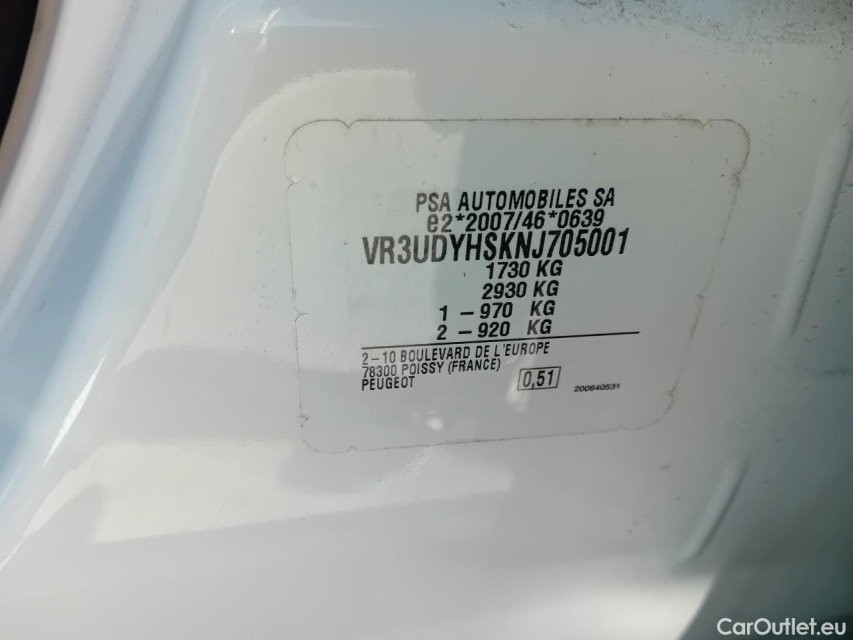 PSA AUTOMOBILES SA
e2*2007/46*0639
VR3UDYHSKNJ705001
1730 KG
2930 KG
1 – 970 KG
2 – 920 KG
2–10 BOULEVARD DE L'EUROPE
78300 POISSY (FRANCE)
PEUGEOT
0,51
200640531
CarOutlet.eu